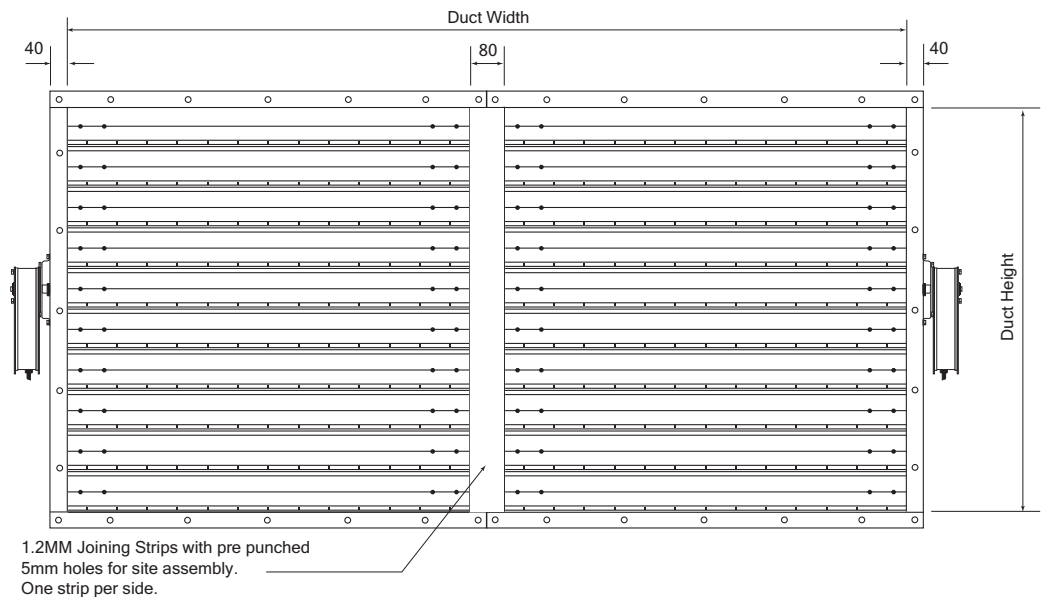 Duct Width
40
80
40
Duct Height
1.2MM Joining Strips with pre punched
5mm holes for site assembly.
One strip per side.